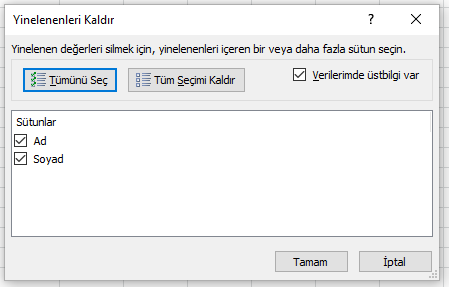 Yinelenenleri Kaldır
Yinelenen değerleri silmek için, yinelenenleri içeren bir veya daha fazla sütun seçin.
Tümünü Seç
Tüm Seçimi Kaldır
Verilerimde üstbilgi var
Sütunlar
Ad
Soyad
Tamam
İptal